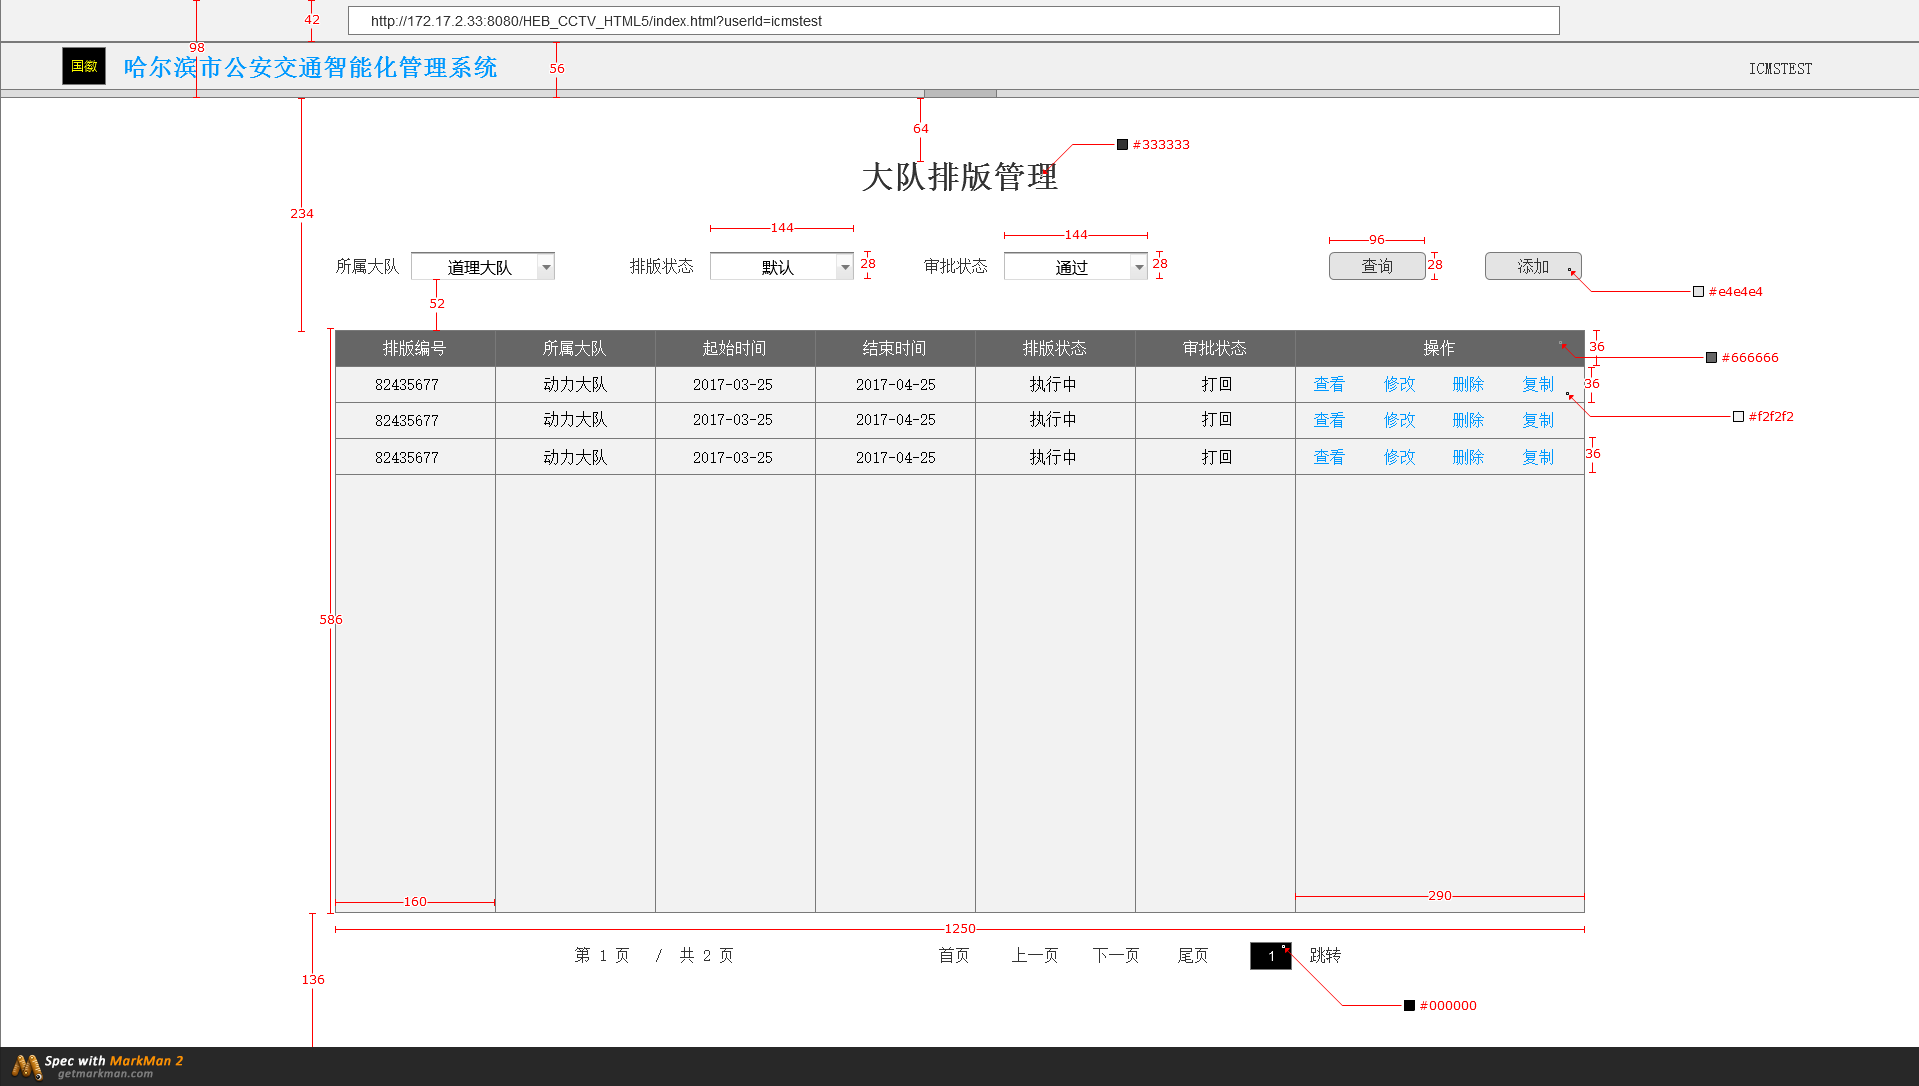 42
http://172.17.2.33:8080/HEB_CCTV_HTML5/index.html?userId=icmstest
98
国徽
哈尔滨市公安交通智能化管理系统
56
ICMSTEST
64
#333333
大队排版管理
234
144
144
96
所属大队 道理大队 排版状态 默认 28 审批状态 通过 28 查询 28 添加
#e4e4e4
52
排版编号 所属大队 起始时间 结束时间 排版状态 审批状态 操作 36
#666666
82435677 动力大队 2017-03-25 2017-04-25 执行中 打回 查看 修改 删除 复制 36
#f2f2f2
82435677 动力大队 2017-03-25 2017-04-25 执行中 打回 查看 修改 删除 复制
82435677 动力大队 2017-03-25 2017-04-25 执行中 打回 查看 修改 删除 复制 36
586
160
290
1250
第 1 页 / 共 2 页 首页 上一页 下一页 尾页 1 跳转
136
#000000
Spec with MarkMan 2
getmarkman.com